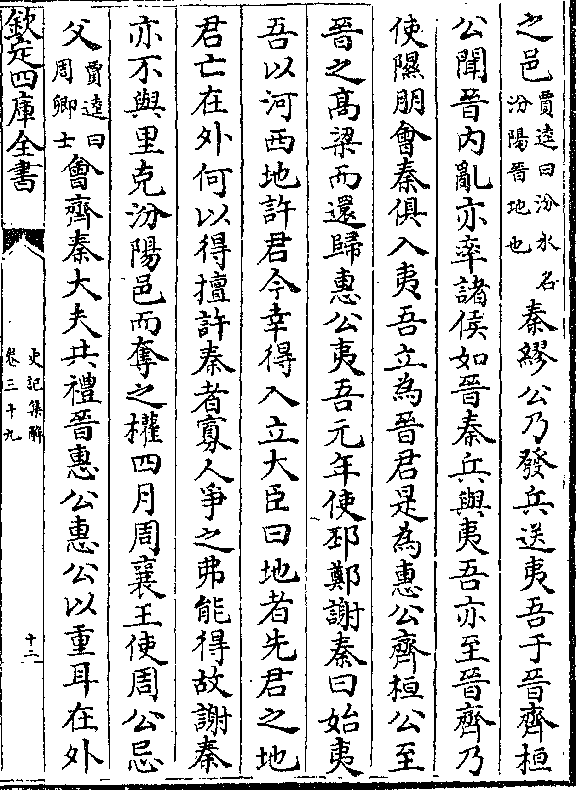 之邑賈逵曰汾水名汾陽晉地也秦繆公乃發兵送夷吾于晉齊桓
公聞晉内亂亦率諸侯如晉秦兵與夷吾亦至晉齊乃
使隰朋㑹秦俱入夷吾立為晉君是為惠公齊桓公至
晉之髙梁而還歸惠公夷吾元年使邳鄭謝秦曰始夷
吾以河西地許君今幸得入立大臣曰地者先君之地
君亡在外何以得擅許秦者寡人爭之弗能得故謝秦
亦不與里克汾陽邑而奪之權四月周襄王使周公忌
父賈逵曰周卿士㑹齊秦大夫共禮晉惠公惠公以重耳在外
欽定四庫全書
史記集解
卷三十九
十二